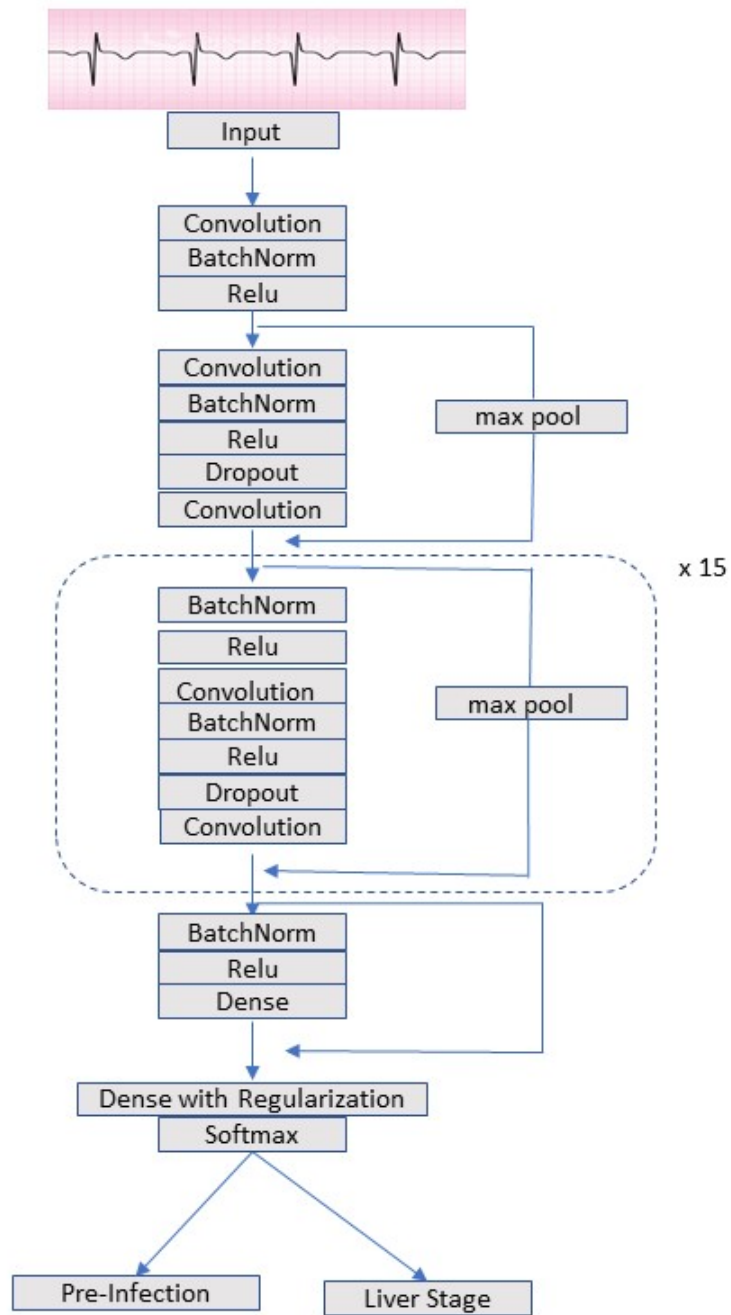 Input
Convolution
BatchNorm
Relu
Convolution
BatchNorm
Relu
Dropout
Convolution
max pool
x 15
BatchNorm
Relu
Convolution
BatchNorm
Relu
Dropout
Convolution
max pool
BatchNorm
Relu
Dense
Dense with Regularization
Softmax
Pre-Infection
Liver Stage